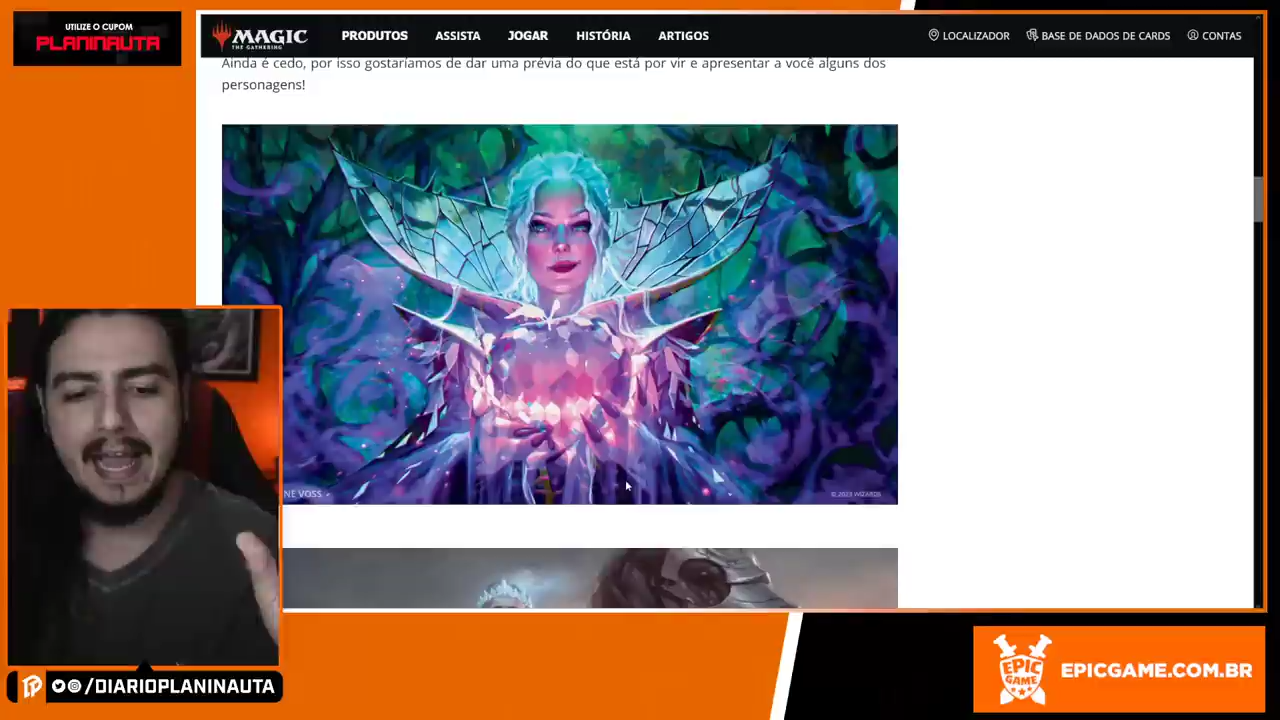 UTILIZE O CUPOM
PLANINAUTA
MAGIC
THE GATHERING
PRODUTOS ASSISTA JOGAR HISTÓRIA ARTIGOS
LOCALIZADOR BASE DE DADOS DE CARDS CONTAS
Ainda é cedo, por isso gostaríamos de dar uma prévia do que está por vir e apresentar a você alguns dos
personagens!
NE VOSS
© 2023 WIZARDS
/DIARIOPLANINAUTA
EPIC
GAME
EPICGAME.COM.BR